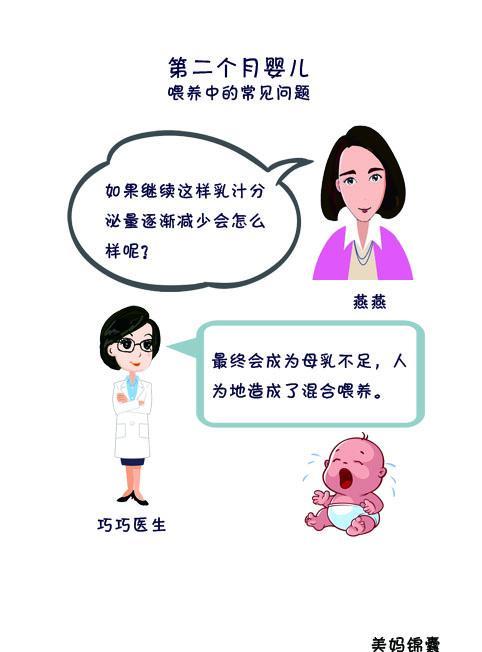 第二个月婴儿
喂养中的常见问题
如果继续这样乳计分
泌量逐渐减少会怎么
样呢？
燕燕
最终会成为母乳不足，人
为地造成了混合喂养。
巧巧医生
美妈锦囊